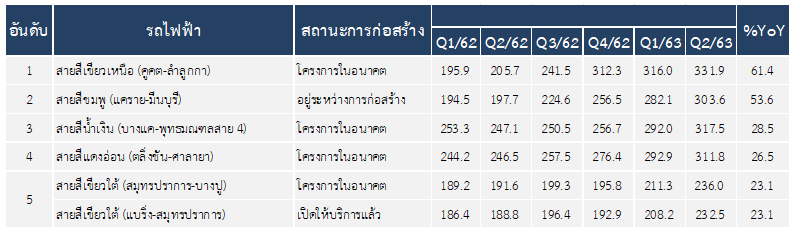 อันดับ รถไฟฟ้า สถานะการก่อสร้าง Q1/62 Q2/62 Q3/62 Q4/62 Q1/63 Q2/63 %YoY
1 สายสีเขียวเหนือ (คูคต-ลำลูกกา) โครงการในอนาคต 195.9 205.7 241.5 312.3 316.0 331.9 61.4
2 สายสีชมพู (แคราย-มีนบุรี) อยู่ระหว่างการก่อสร้าง 194.5 197.7 224.6 256.5 282.1 303.6 53.6
3 สายสีน้ำเงิน (บางแค-พุทธมณฑลสาย 4) โครงการในอนาคต 253.3 247.1 250.5 256.7 292.0 317.5 28.5
4 สายสีแดงอ่อน (ตลิ่งชัน-ศาลายา) โครงการในอนาคต 244.2 246.5 257.5 276.4 292.9 311.8 26.5
5 สายสีเขียวใต้ (สมุทรปราการ-บางปู) โครงการในอนาคต 189.2 191.6 199.3 195.8 211.3 236.0 23.1
สายสีเขียวใต้ (แบริ่ง-สมุทรปราการ) เปิดให้บริการแล้ว 186.4 188.8 196.4 192.9 208.2 232.5 23.1